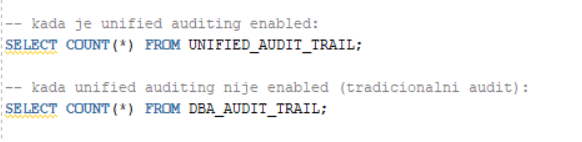 -- kada je unified auditing enabled:
SELECT COUNT(*) FROM UNIFIED_AUDIT_TRAIL;
-- kada unified auditing nije enabled (tradicionalni audit):
SELECT COUNT(*) FROM DBA_AUDIT_TRAIL;